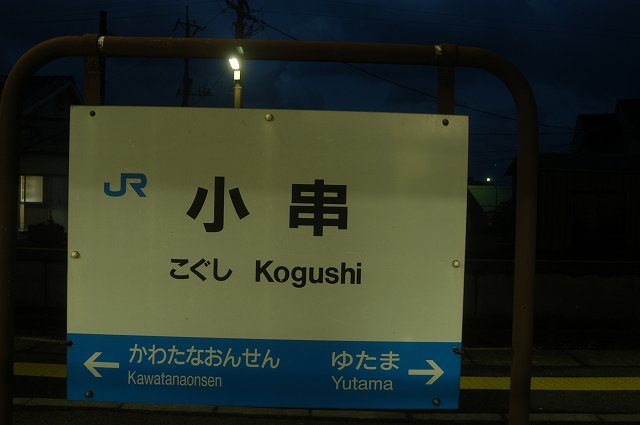 JR 小串
こぐし Kogushi
← かわたなおんせん ゆたま →
Kawatanaonsen Yutama